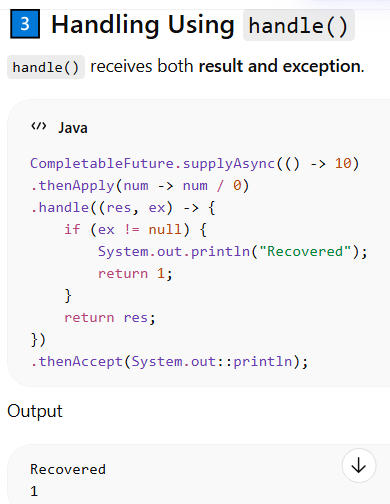 3 Handling Using handle()
handle() receives both result and exception.
</> Java
CompletableFuture.supplyAsync(() -> 10)
.thenApply(num -> num / 0)
.handle((res, ex) -> {
    if (ex != null) {
        System.out.println("Recovered");
        return 1;
    }
    return res;
})
.thenAccept(System.out::println);
Output
Recovered
1